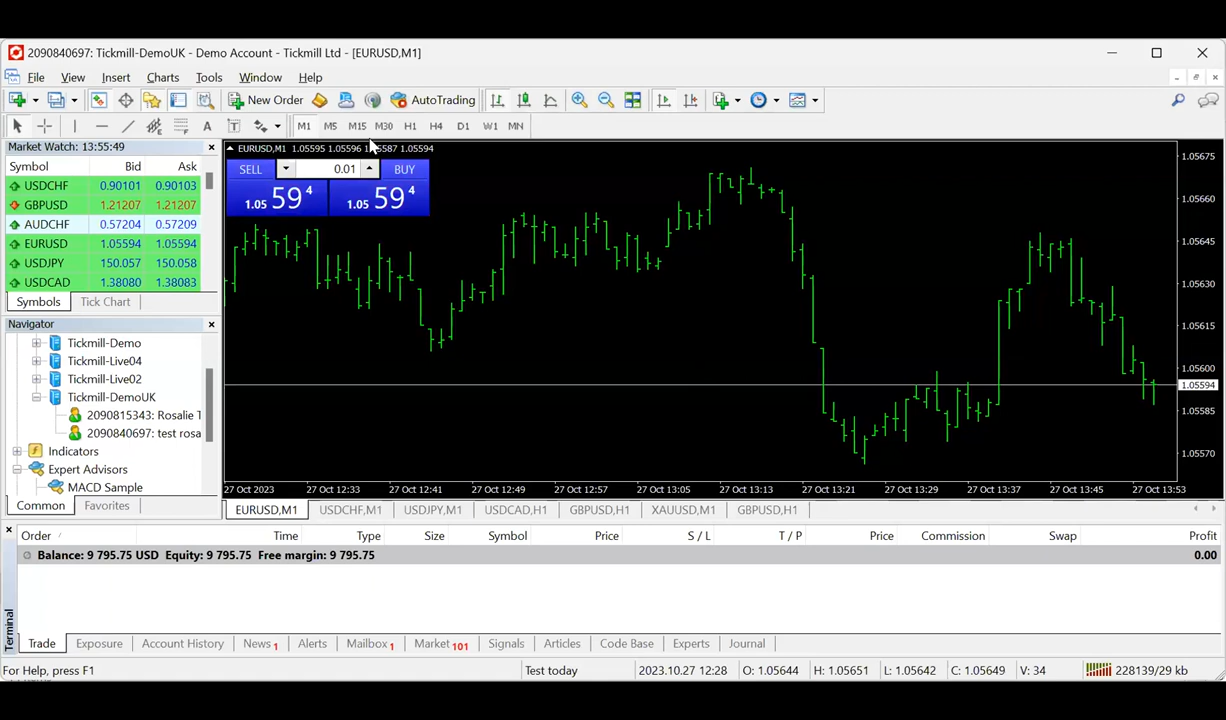 2090840697: Tickmill-DemoUK - Demo Account - Tickmill Ltd - [EURUSD,M1]
File View Insert Charts Tools Window Help
New Order AutoTrading
A T M1 M5 M15 M30 H1 H4 D1 W1 MN
Market Watch: 13:55:49
Symbol Bid Ask
USDCHF 0.90101 0.90103
GBPUSD 1.21207 1.21207
AUDCHF 0.57204 0.57209
EURUSD 1.05594 1.05594
USDJPY 150.057 150.058
USDCAD 1.38080 1.38083
Symbols Tick Chart
Navigator
Tickmill-Demo
Tickmill-Live04
Tickmill-Live02
Tickmill-DemoUK
2090815343: Rosalie T
2090840697: test rosa
Indicators
Expert Advisors
MACD Sample
Common Favorites
EURUSD,M1 1.05595 1.05596 1.05587 1.05594
SELL 0.01 BUY
1.05 59 4 1.05 59 4
1.05675
1.05660
1.05645
1.05630
1.05615
1.05600
1.05594
1.05585
1.05570
27 Oct 2023 27 Oct 12:33 27 Oct 12:41 27 Oct 12:49 27 Oct 12:57 27 Oct 13:05 27 Oct 13:13 27 Oct 13:21 27 Oct 13:29 27 Oct 13:37 27 Oct 13:45 27 Oct 13:53
EURUSD,M1 USDCHF,M1 USDJPY,M1 USDCAD,H1 GBPUSD,H1 XAUUSD,M1 GBPUSD,H1
Order Time Type Size Symbol Price S / L T / P Price Commission Swap Profit
Balance: 9 795.75 USD Equity: 9 795.75 Free margin: 9 795.75 0.00
Terminal
Trade Exposure Account History News 1 Alerts Mailbox 1 Market 101 Signals Articles Code Base Experts Journal
For Help, press F1 Test today 2023.10.27 12:28 O: 1.05644 H: 1.05651 L: 1.05642 C: 1.05649 V: 34 228139/29 kb